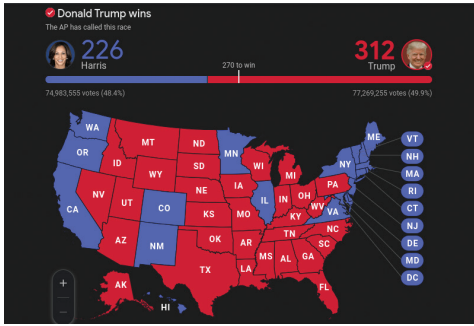 Donald Trump wins
The AP has called this race
226
312
Harris
270 to win
Trump
74,983,555 votes (48.4%)
77,269,255 votes (49.9%)
WA
ME
VT
MT
ND
OR
MN
NH
ID
SD
WI
NY
MA
WY
MI
RI
NE
IA
PA
CT
NV
UT
CO
IL
IN
OH
NJ
CA
KS
MO
WV
VA
DE
KY
MD
AZ
NM
OK
AR
TN
NC
DC
SC
MS
AL
GA
TX
LA
AK
FL
HI
+
−